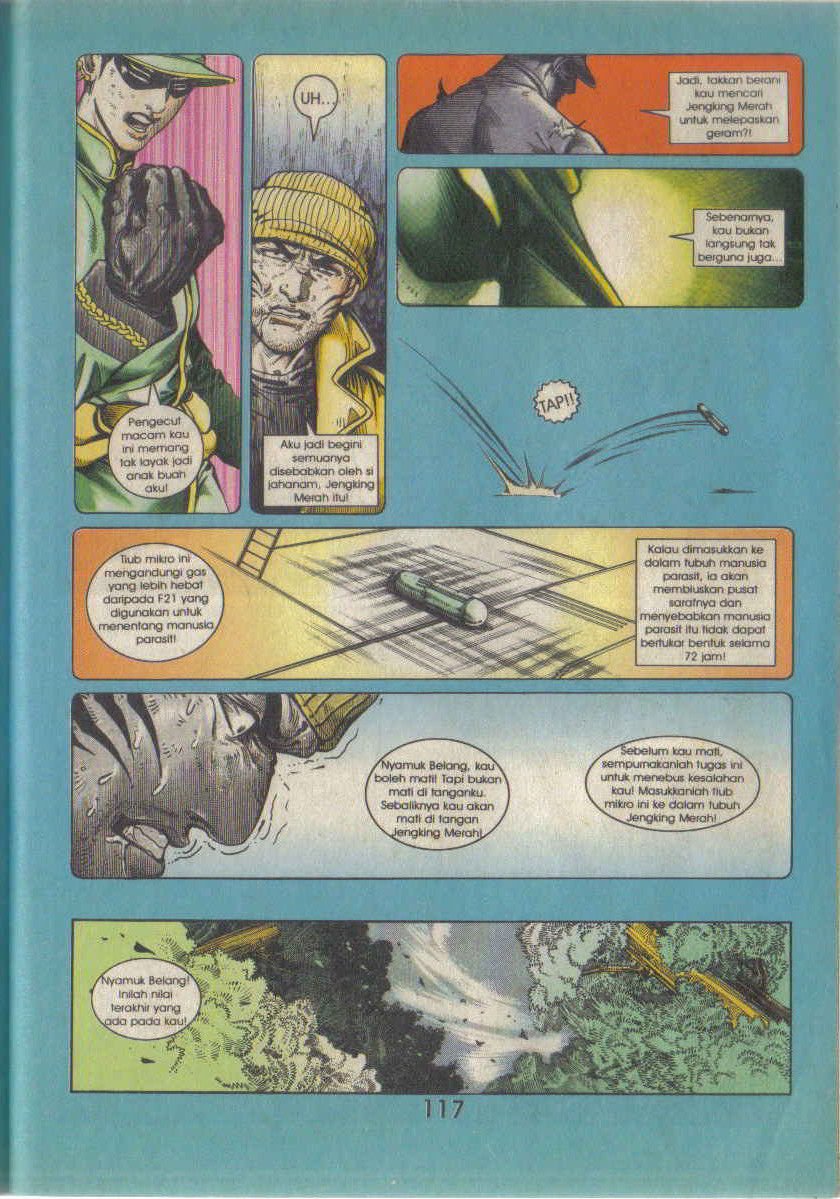 Pengecut
macam kau
ini memang
tak layak jadi
anak buah
aku!
UH...
Aku jadi begini
semuanya
disebabkan oleh si
jahanam, Jengking
Merah itu!
Jadi, takkan berani
kau mencari
Jengking Merah
untuk melepaskan
geram?!
Sebenarnya,
kau bukan
langsung tak
berguna juga...
TAP!!
Tiub mikro ini
mengandungi gas
yang lebih hebat
daripada F21 yang
digunakan untuk
menentang manusia
parasit!
Kalau dimasukkan ke
dalam tubuh manusia
parasit, ia akan
membiuskan pusat
sarafnya dan
menyebabkan manusia
parasit itu tidak dapat
bertukar bentuk selama
72 jam!
Nyamuk Belang, kau
boleh mati! Tapi bukan
mati di tanganku.
Sebaliknya kau akan
mati di tangan
Jengking Merah!
Sebelum kau mati,
sempurnakanlah tugas ini
untuk menebus kesalahan
kau! Masukkanlah tiub
mikro ini ke dalam tubuh
Jengking Merah!
Nyamuk Belang!
Inilah nilai
terakhir yang
ada pada kau!
117